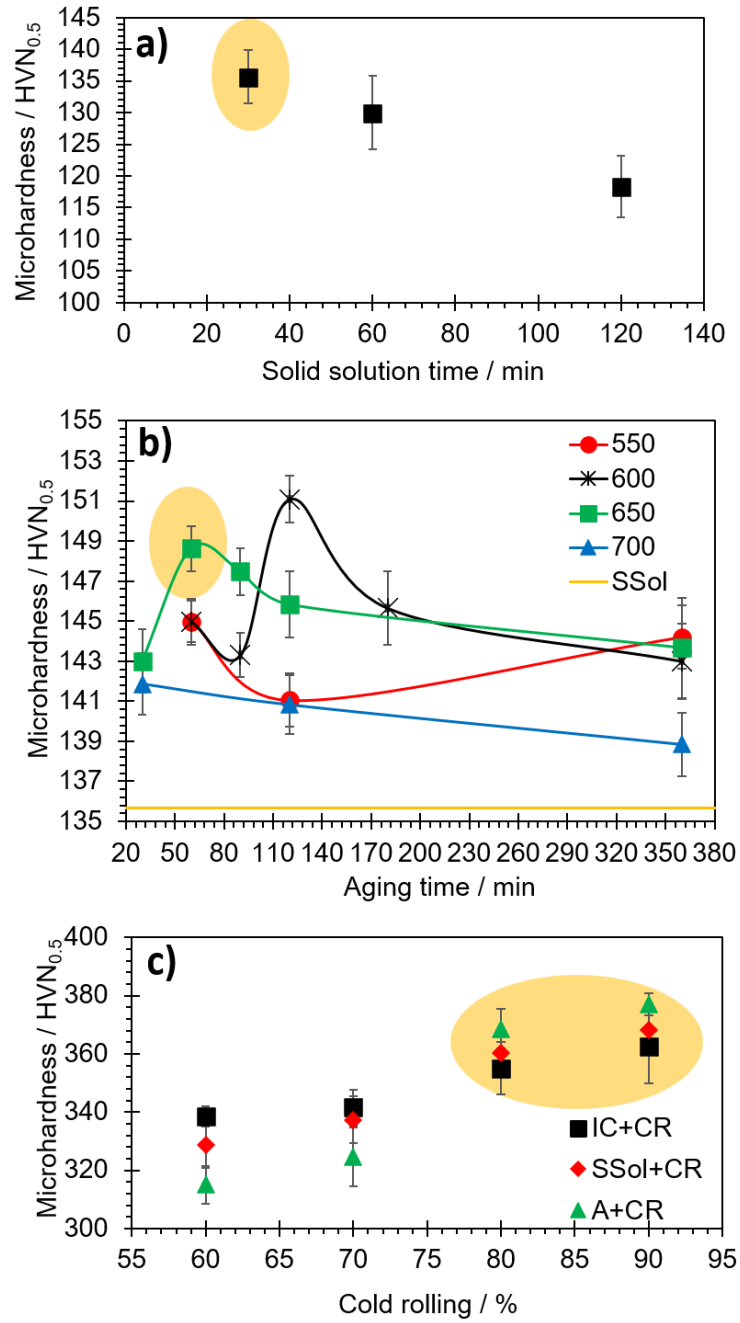 a)
Microhardness / HVN0.5
145
140
135
130
125
120
115
110
105
100
0 20 40 60 80 100 120 140
Solid solution time / min
b)
Microhardness / HVN0.5
155
153
151
149
147
145
143
141
139
137
135
550
600
650
700
SSol
20 60 110 140 170 200 230 260 290 320 360 380
Aging time / min
c)
Microhardness / HVN0.5
400
380
360
340
320
300
IC+CR
SSol+CR
A+CR
55 60 65 70 75 80 85 90 95
Cold rolling / %